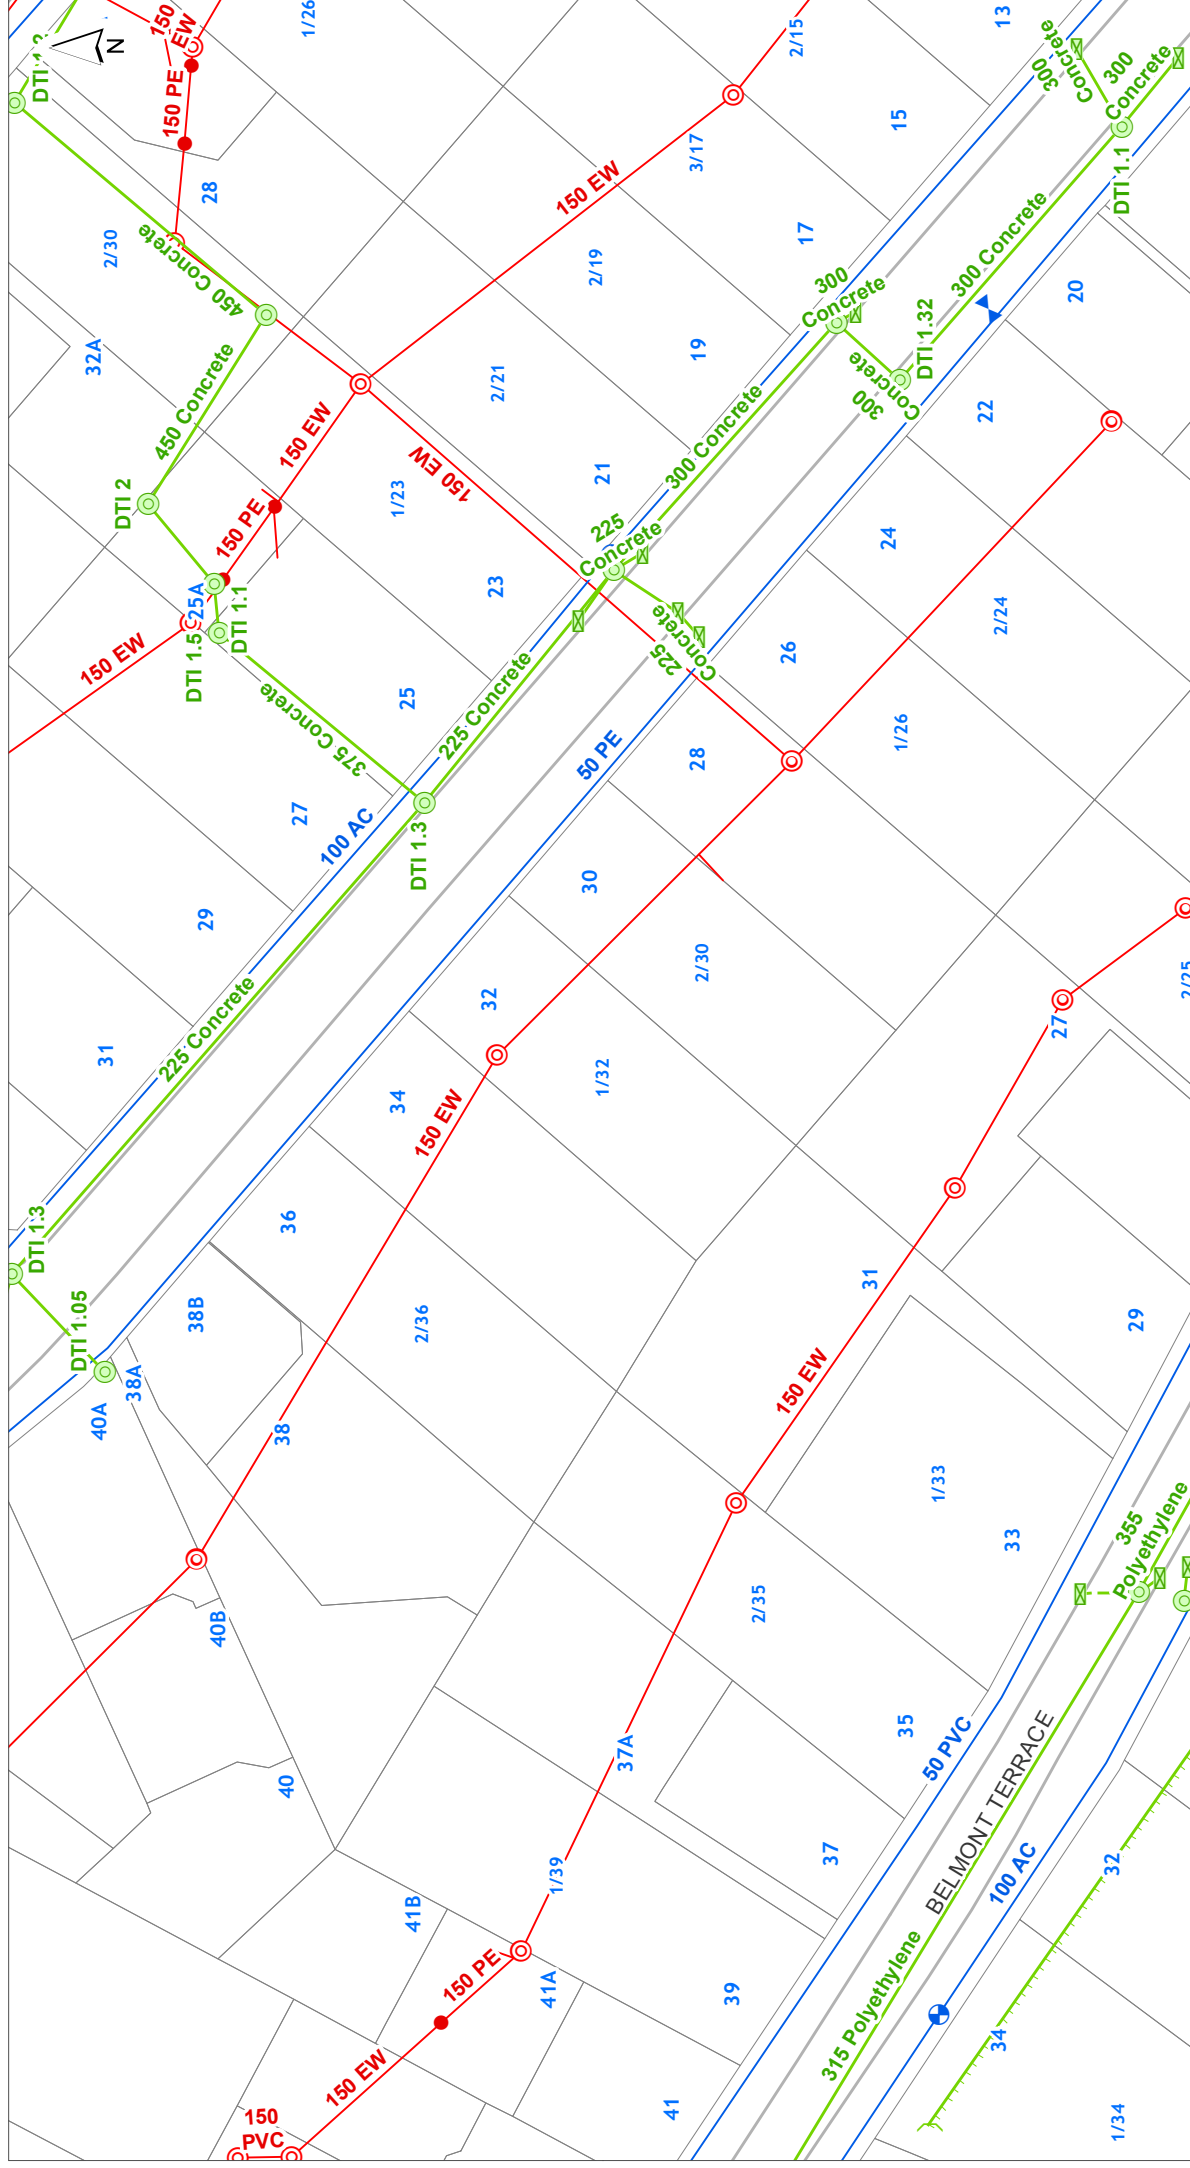 150
EW
1/26
2/15
13
Concrete
300
300
Concrete
N
150 PE
28
2/30
450 Concrete
3/17
15
DTI 1.1
150 EW
17
2/19
300 Concrete
20
32A
450 Concrete
2/21
19
300
Concrete
DTI 1.32
300
Concrete
22
150 EW
150 EW
DTI 2
1/23
21
300 Concrete
24
150 PE
225
Concrete
25A
DTI 1.1
DTI 1.5
23
225
Concrete
26
2/24
150 EW
375 Concrete
25
225 Concrete
50 PE
28
1/26
27
100 AC
DTI 1.3
30
29
2/30
32
225 Concrete
31
34
1/32
150 EW
27
DTI 1.3
36
DTI 1.05
38B
2/36
31
29
38A
40A
38
150 EW
1/33
33
355
Polyethylene
40B
2/35
35
50 PVC
37A
40
37
BELMONT TERRACE
100 AC
32
1/39
41B
150 PE
41A
39
315 Polyethylene
34
150 EW
41
150
PVC
1/34